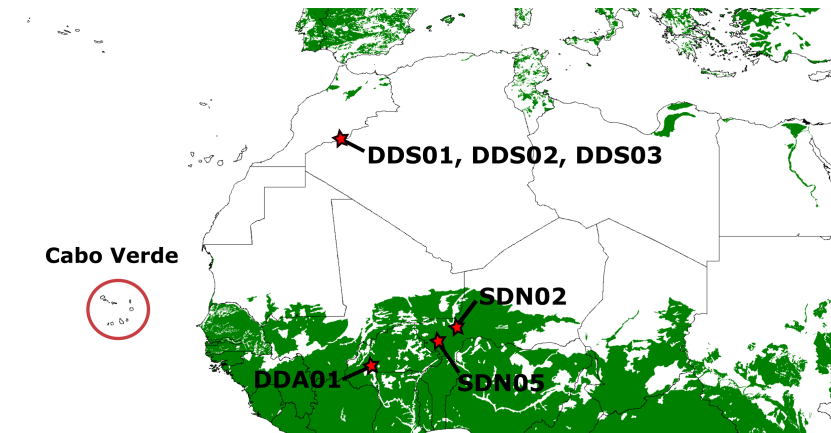 DDS01, DDS02, DDS03
Cabo Verde
SDN02
DDA01
SDN05